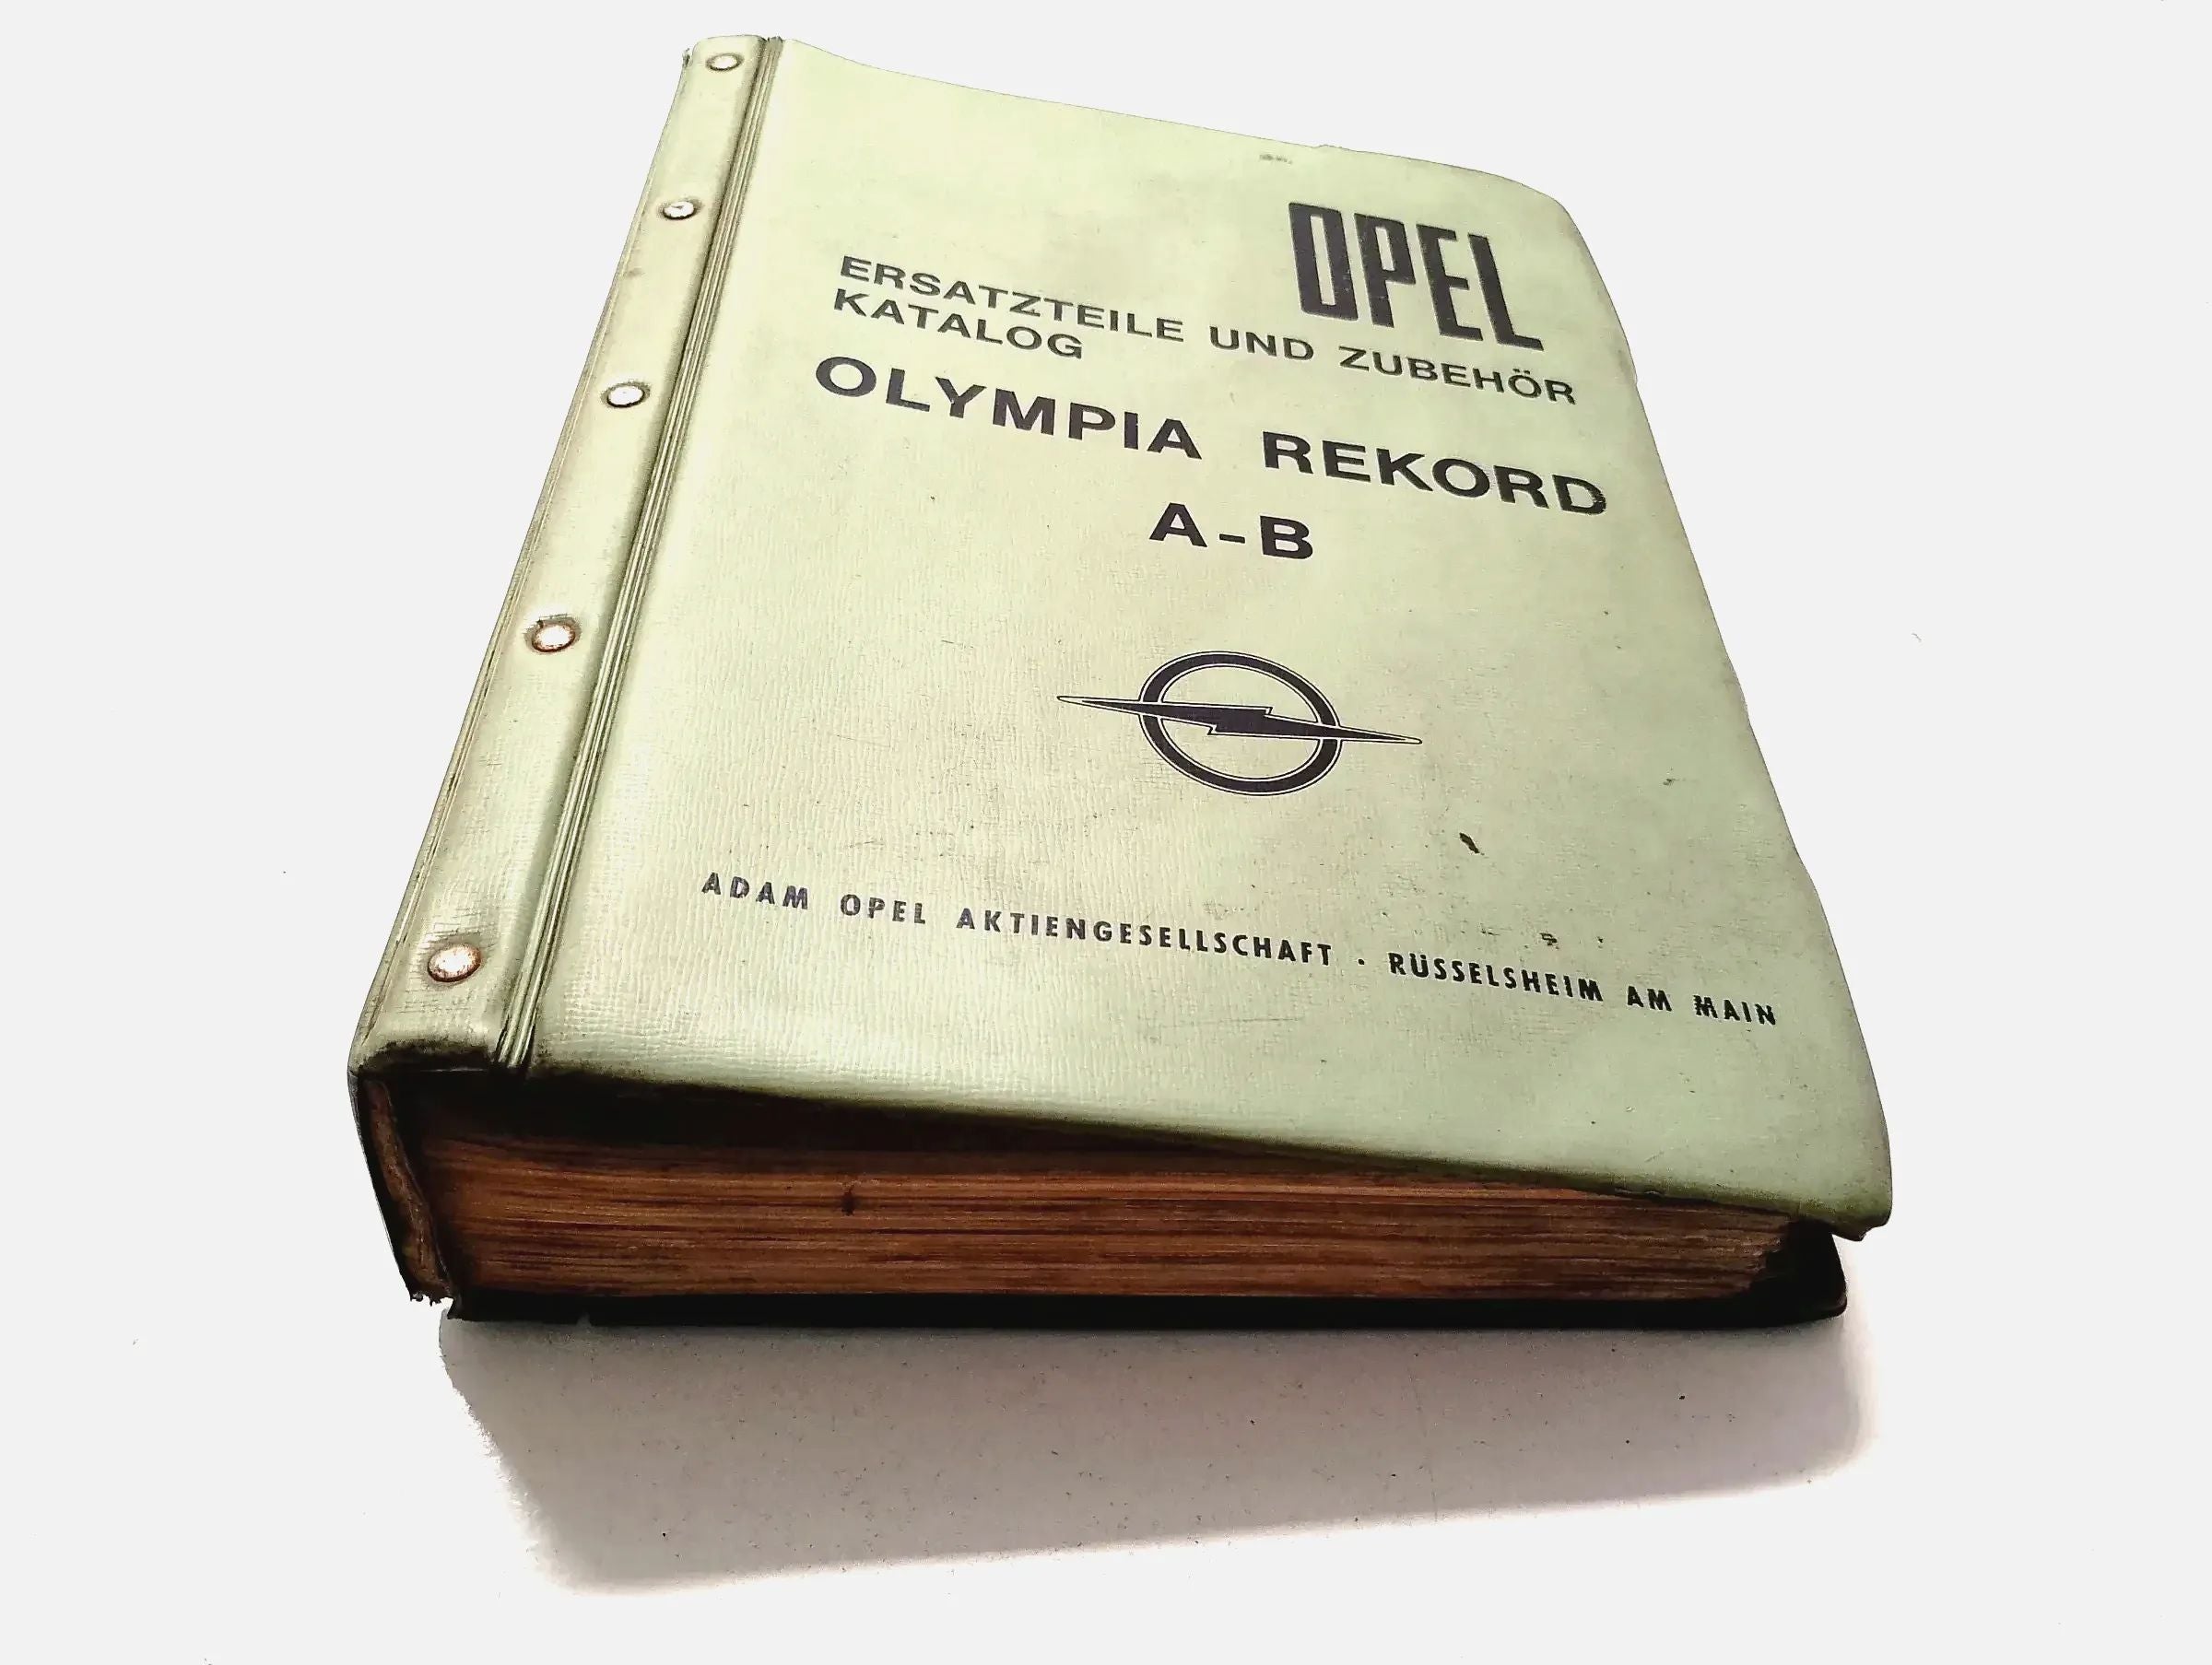 OPEL
ERSATZTEILE UND ZUBEHÖR
KATALOG
OLYMPIA REKORD
A-B
ADAM OPEL AKTIENGESELLSCHAFT · RÜSSELSHEIM AM MAIN